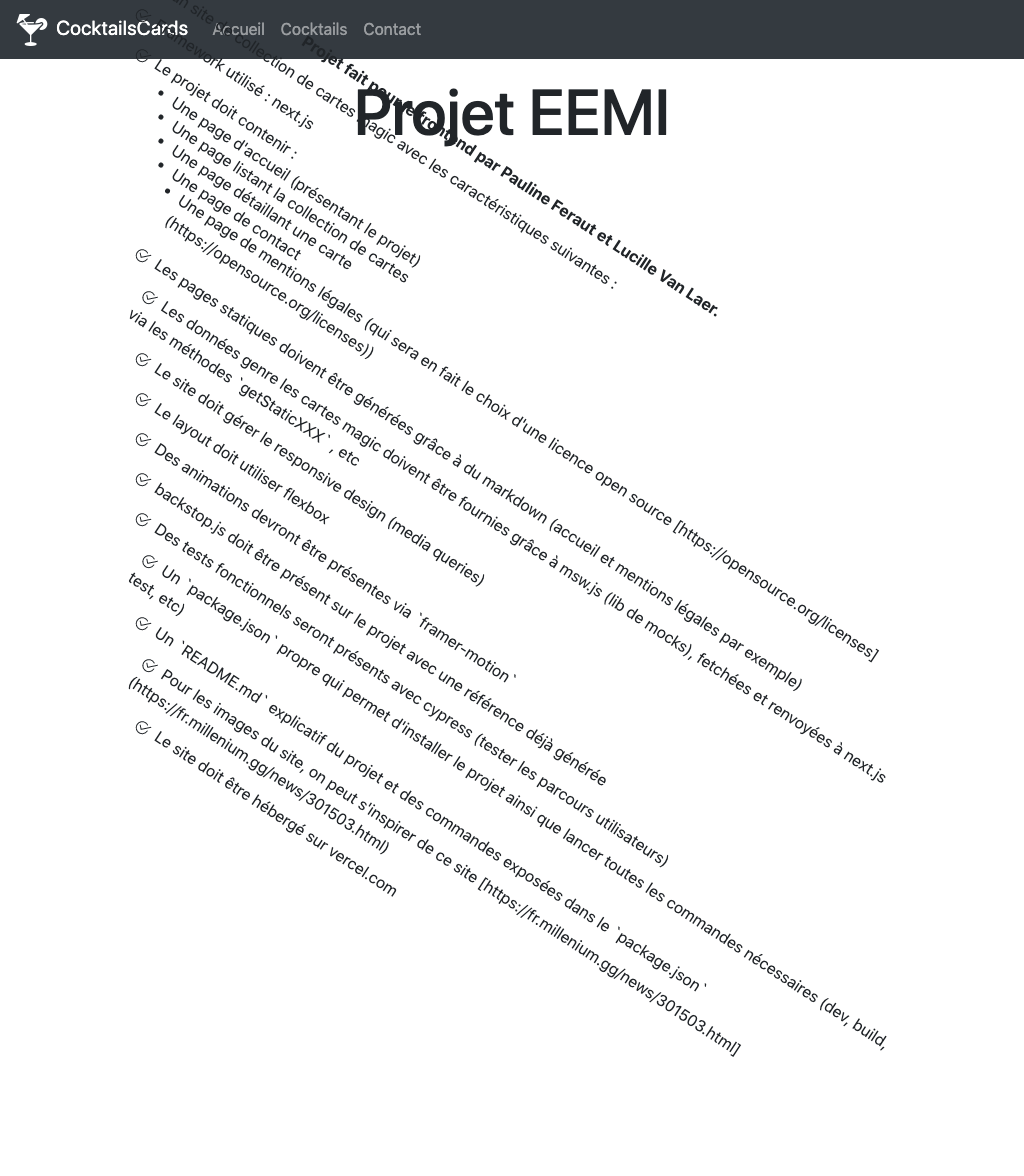 CocktailsCards
Accueil
Cocktails
Contact
Projet EEMI
Projet fait pour le frontend par Pauline Feraut et Lucille Van Laer.
un site de collection de cartes magic avec les caractéristiques suivantes :
framework utilisé : next.js
Le projet doit contenir :
Une page d'accueil (présentant le projet)
Une page listant la collection de cartes
Une page détaillant une carte
Une page de contact
Une page de mentions légales (qui sera en fait le choix d'une licence open source [https://opensource.org/licenses]
(https://opensource.org/licenses))
Les pages statiques doivent être générées grâce à du markdown (accueil et mentions légales par exemple)
Les données genre les cartes magic doivent être fournies grâce à msw.js (lib de mocks), fetchées et renvoyées à next.js
via les méthodes `getStaticXXX`, etc
Le site doit gérer le responsive design (media queries)
Le layout doit utiliser flexbox
Des animations devront être présentes via `framer-motion`
backstop.js doit être présent sur le projet avec une référence déjà générée
Des tests fonctionnels seront présents avec cypress (tester les parcours utilisateurs)
Un `package.json` propre qui permet d'installer le projet ainsi que lancer toutes les commandes nécessaires (dev, build,
test, etc)
Un `README.md` explicatif du projet et des commandes exposées dans le `package.json`
Pour les images du site, on peut s'inspirer de ce site [https://fr.millenium.gg/news/301503.html]
(https://fr.millenium.gg/news/301503.html)
Le site doit être hébergé sur vercel.com